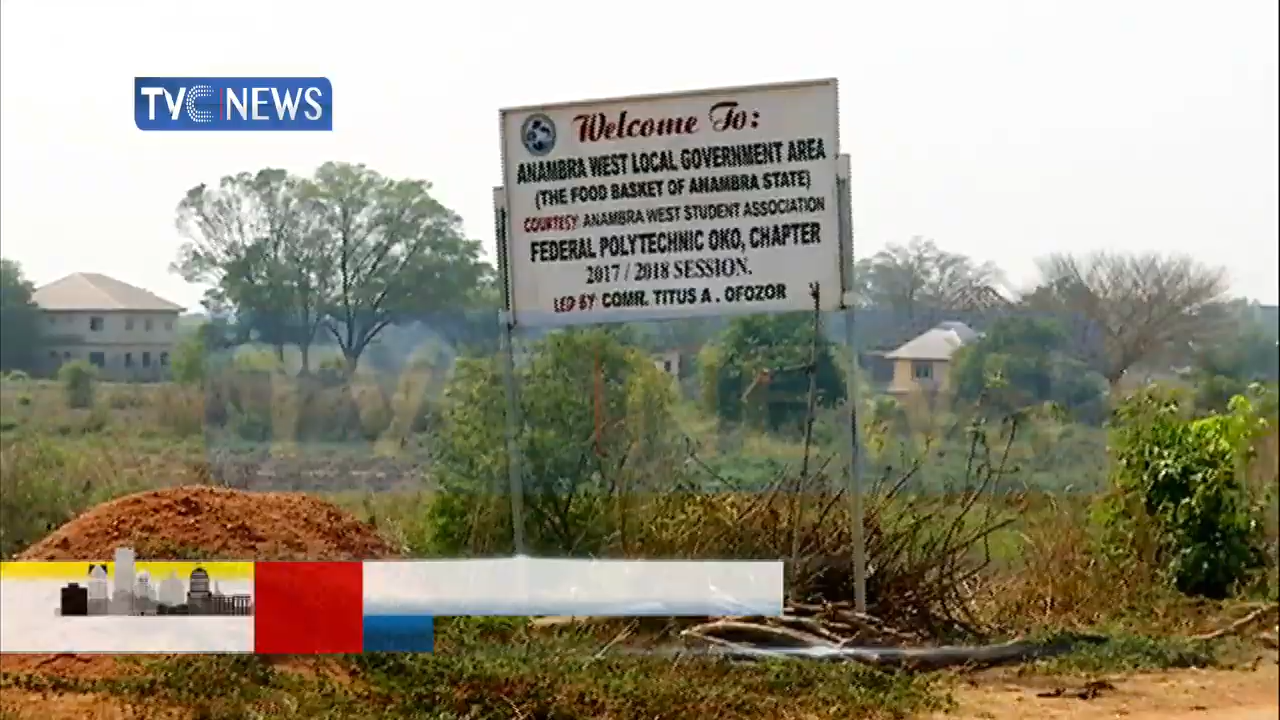 TVC NEWS
Welcome To:
ANAMBRA WEST LOCAL GOVERNMENT AREA
(THE FOOD BASKET OF ANAMBRA STATE)
COURTESY: ANAMBRA WEST STUDENT ASSOCIATION
FEDERAL POLYTECHNIC OKO, CHAPTER
2017 / 2018 SESSION.
LED BY COMR. TITUS A. OFOZOR